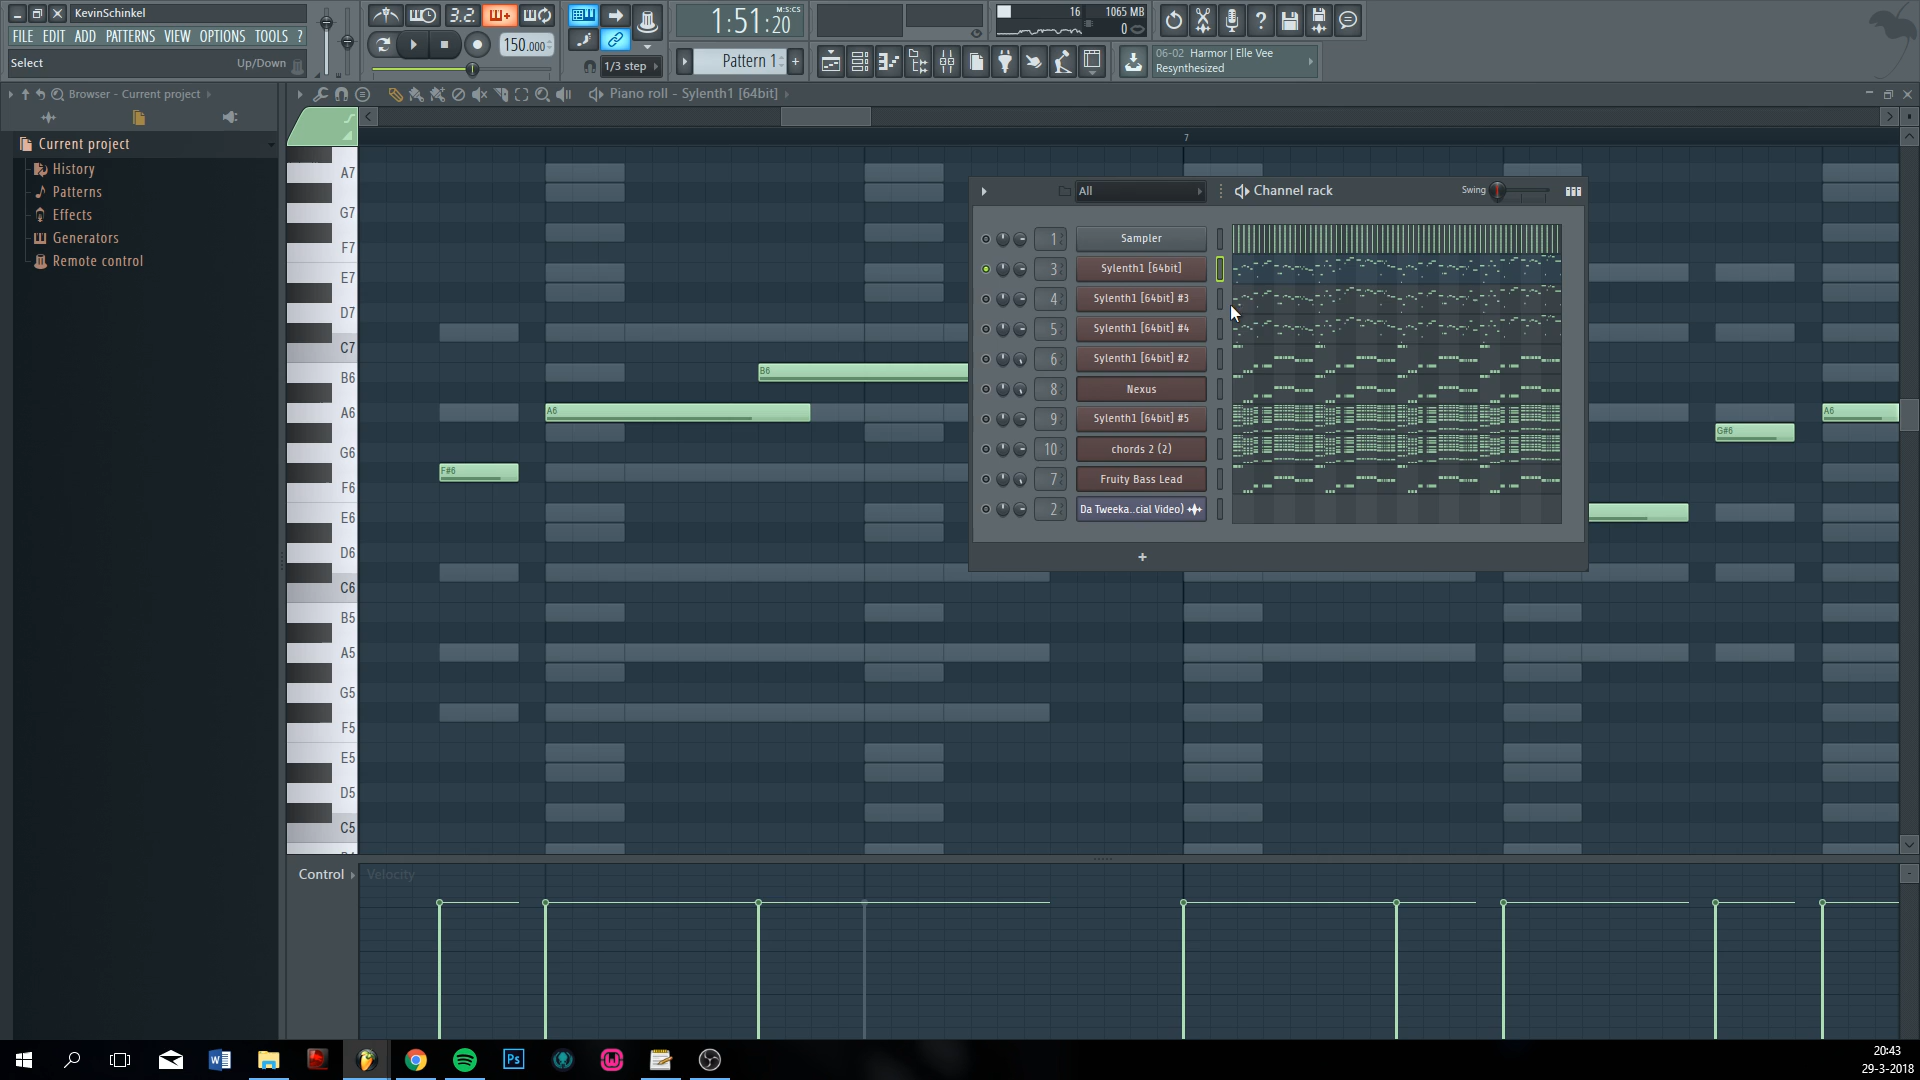 KevinSchinkel
FILE EDIT ADD PATTERNS VIEW OPTIONS TOOLS ?
Select Up/Down
3.2.
150.000
1/3 step
1:51:20
M:S:CS
Pattern 1
16 1065 MB
0
06-02 Harmor | Elle Vee
Resynthesized
Browser - Current project
Current project
History
Patterns
Effects
Generators
Remote control
Piano roll - Sylenth1 [64bit]
7
A7
G7
F7
E7
D7
C7
B6
A6
G6
F6
E6
D6
C6
B5
A5
G5
F5
E5
D5
C5
B6
A6
F#6
G#6
A6
All
Channel rack
Swing
1 Sampler
3 Sylenth1 [64bit]
4 Sylenth1 [64bit] #3
5 Sylenth1 [64bit] #4
6 Sylenth1 [64bit] #2
8 Nexus
9 Sylenth1 [64bit] #5
10 chords 2 (2)
7 Fruity Bass Lead
2 Da Tweeka..cial Video)
+
Control
Velocity
Ps
20:43
29-3-2018